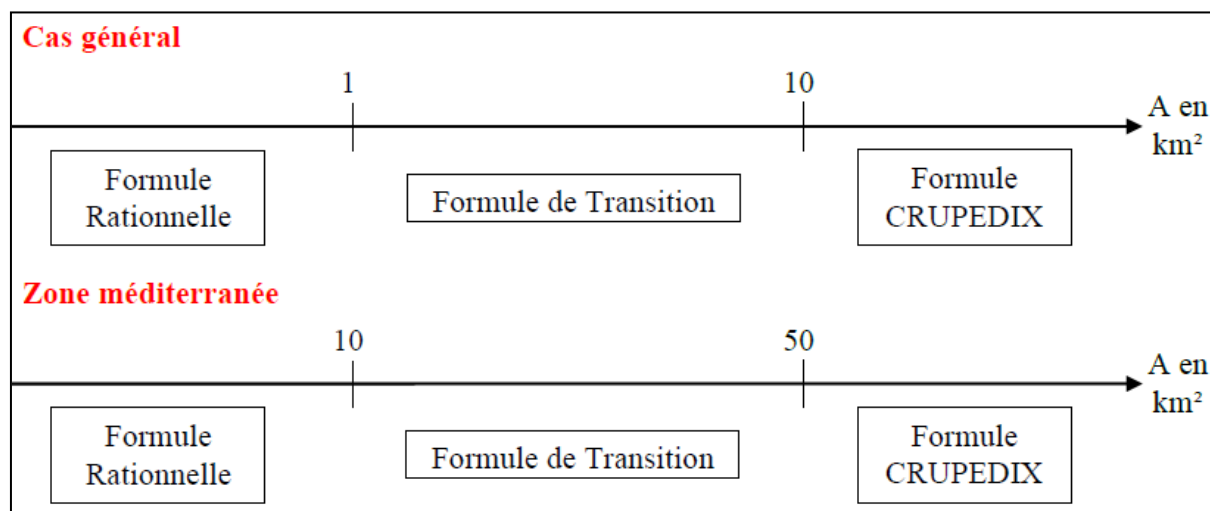 Cas général
1
10
A en
km²
Formule
Rationnelle
Formule de Transition
Formule
CRUPEDIX
Zone méditerranée
10
50
A en
km²
Formule
Rationnelle
Formule de Transition
Formule
CRUPEDIX